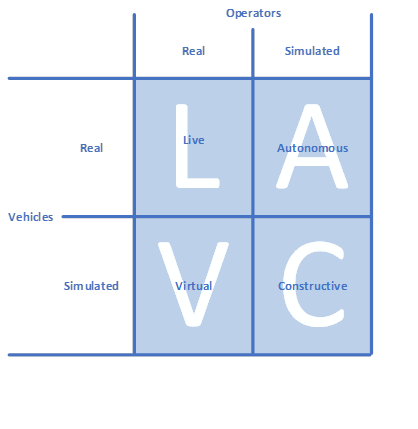 Operators
Real Simulated
L A
Live
Real Autonomous
Vehicles
V C
Simulated Virtual Constructive